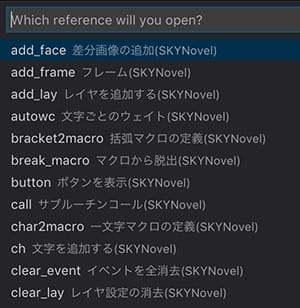 Which reference will you open?
add_face 差分画像の追加(SKYNovel)
add_frame フレーム(SKYNovel)
add_lay レイヤを追加する(SKYNovel)
autowc 文字ごとのウェイト(SKYNovel)
bracket2macro 括弧マクロの定義(SKYNovel)
break_macro マクロから脱出(SKYNovel)
button ボタンを表示(SKYNovel)
call サブルーチンコール(SKYNovel)
char2macro 一文字マクロの定義(SKYNovel)
ch 文字を追加する(SKYNovel)
clear_event イベントを全消去(SKYNovel)
clear_lay レイヤ設定の消去(SKYNovel)